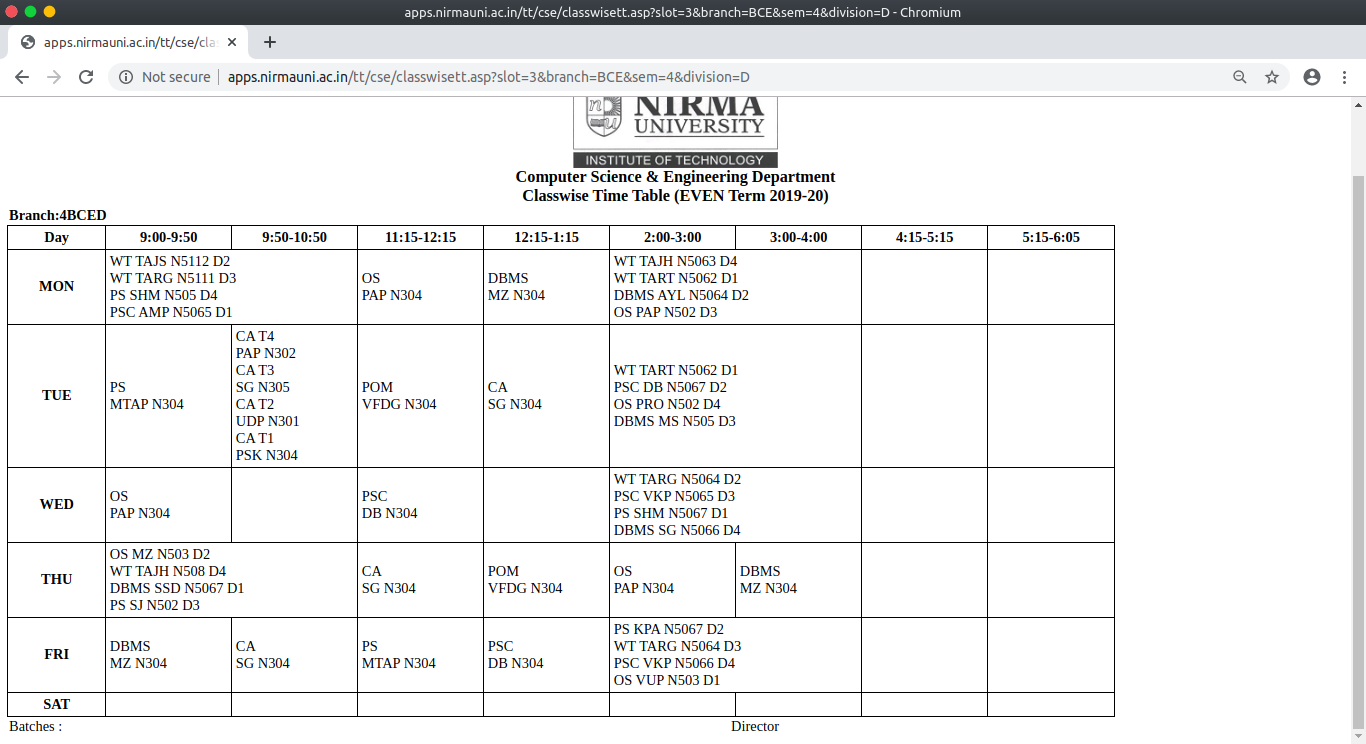 apps.nirmauni.ac.in/tt/cse/classwisett.asp?slot=3&branch=BCE&sem=4&division=D - Chromium
apps.nirmauni.ac.in/tt/cse/cla
Not secure | apps.nirmauni.ac.in/tt/cse/classwisett.asp?slot=3&branch=BCE&sem=4&division=D
NIRMA
UNIVERSITY
INSTITUTE OF TECHNOLOGY
Computer Science & Engineering Department
Classwise Time Table (EVEN Term 2019-20)
Branch:4BCED
Day 9:00-9:50 9:50-10:50 11:15-12:15 12:15-1:15 2:00-3:00 3:00-4:00 4:15-5:15 5:15-6:05
MON
WT TAJS N5112 D2
WT TARG N5111 D3
PS SHM N505 D4
PSC AMP N5065 D1
OS
PAP N304
DBMS
MZ N304
WT TAJH N5063 D4
WT TART N5062 D1
DBMS AYL N5064 D2
OS PAP N502 D3
TUE
PS
MTAP N304
CA T4
PAP N302
CA T3
SG N305
CA T2
UDP N301
CA T1
PSK N304
POM
VFDG N304
CA
SG N304
WT TART N5062 D1
PSC DB N5067 D2
OS PRO N502 D4
DBMS MS N505 D3
WED
OS
PAP N304
PSC
DB N304
WT TARG N5064 D2
PSC VKP N5065 D3
PS SHM N5067 D1
DBMS SG N5066 D4
THU
OS MZ N503 D2
WT TAJH N508 D4
DBMS SSD N5067 D1
PS SJ N502 D3
CA
SG N304
POM
VFDG N304
OS
PAP N304
DBMS
MZ N304
FRI
DBMS
MZ N304
CA
SG N304
PS
MTAP N304
PSC
DB N304
PS KPA N5067 D2
WT TARG N5064 D3
PSC VKP N5066 D4
OS VUP N503 D1
SAT
Batches :
Director